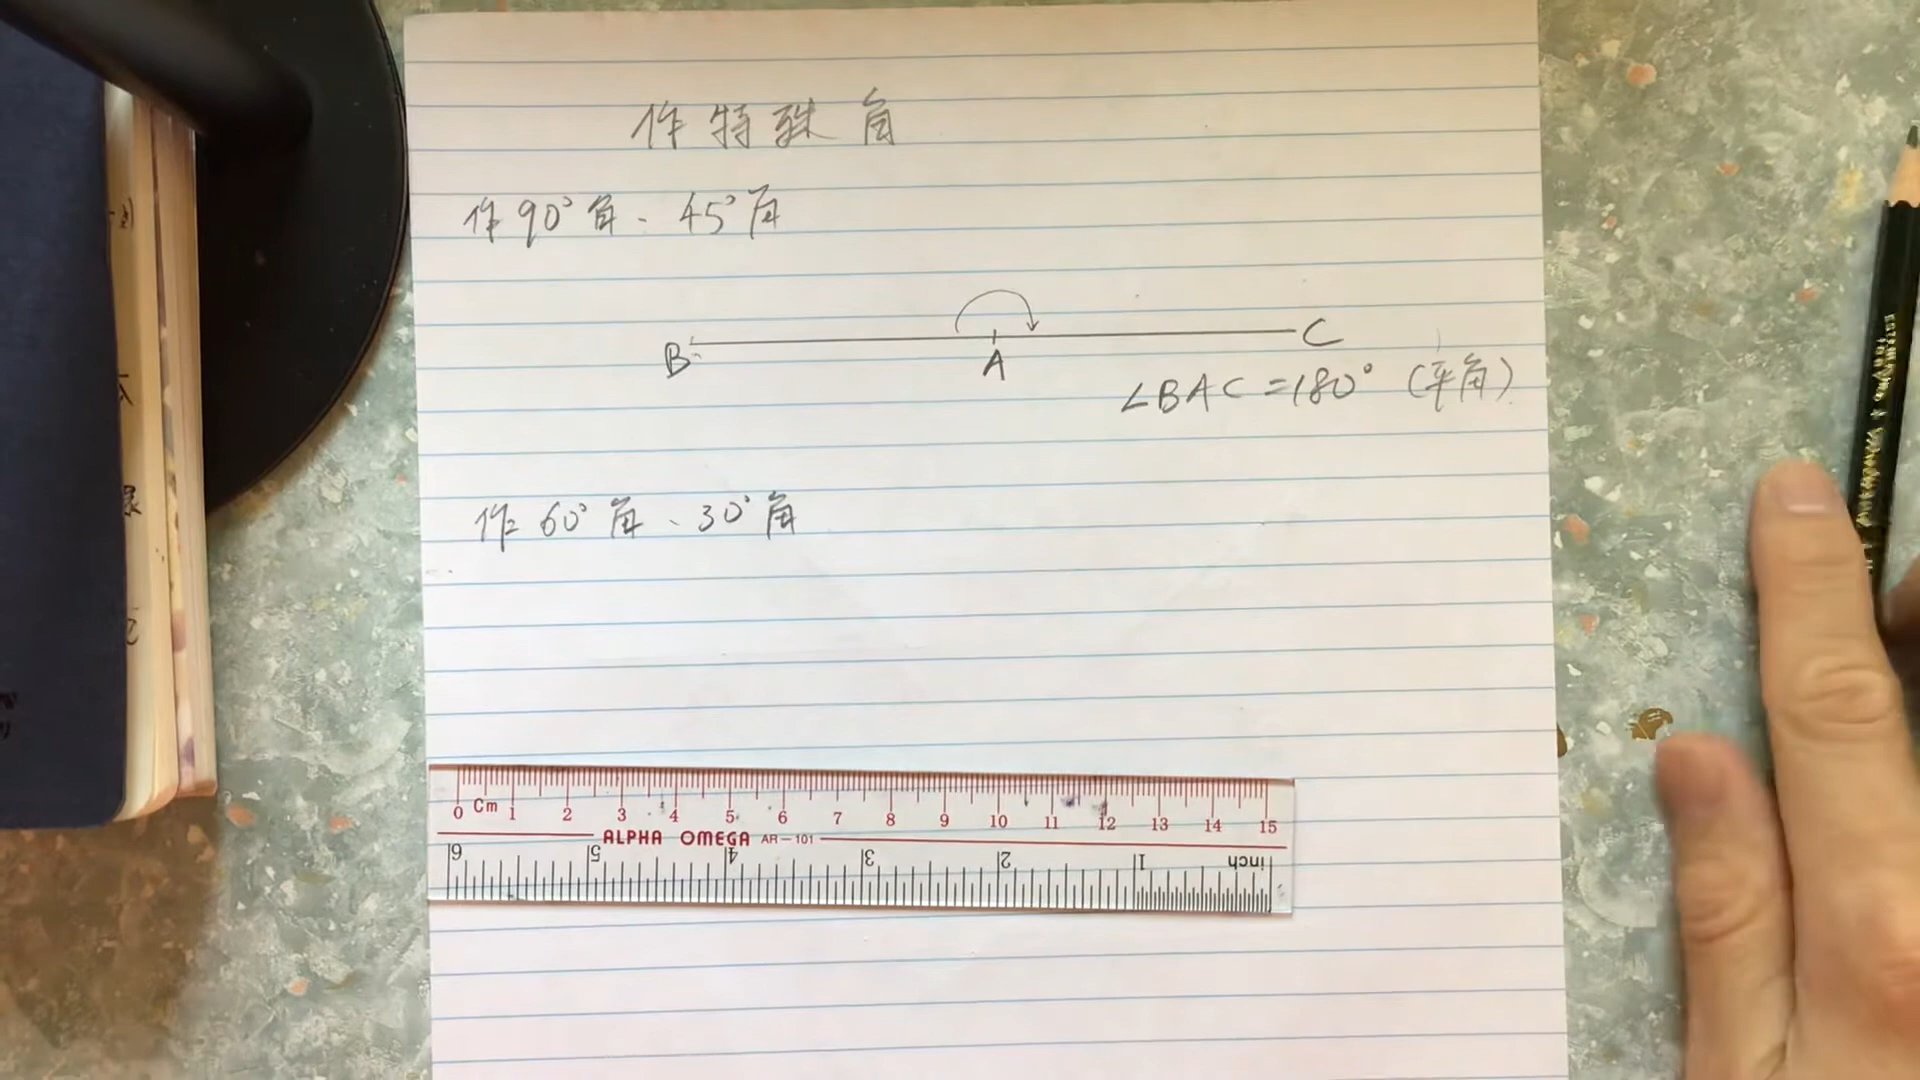 作特殊角
作90°角、45°角
B A C
∠BAC=180°(平角)
作60°角、30°角
0 Cm 1 2 3 4 5 6 7 8 9 10 11 12 13 14 15
ALPHA OMEGA AR-101
6 5 4 3 2 1 inch